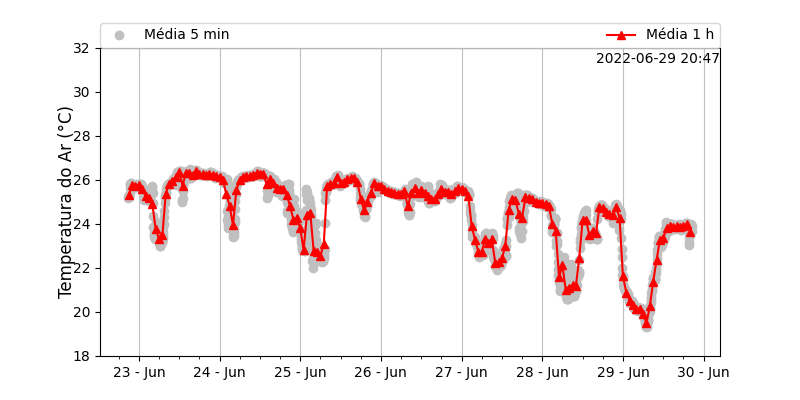 Média 5 min
Média 1 h
2022-06-29 20:47
Temperatura do Ar (°C)
32
30
28
26
24
22
20
18
23 - Jun
24 - Jun
25 - Jun
26 - Jun
27 - Jun
28 - Jun
29 - Jun
30 - Jun